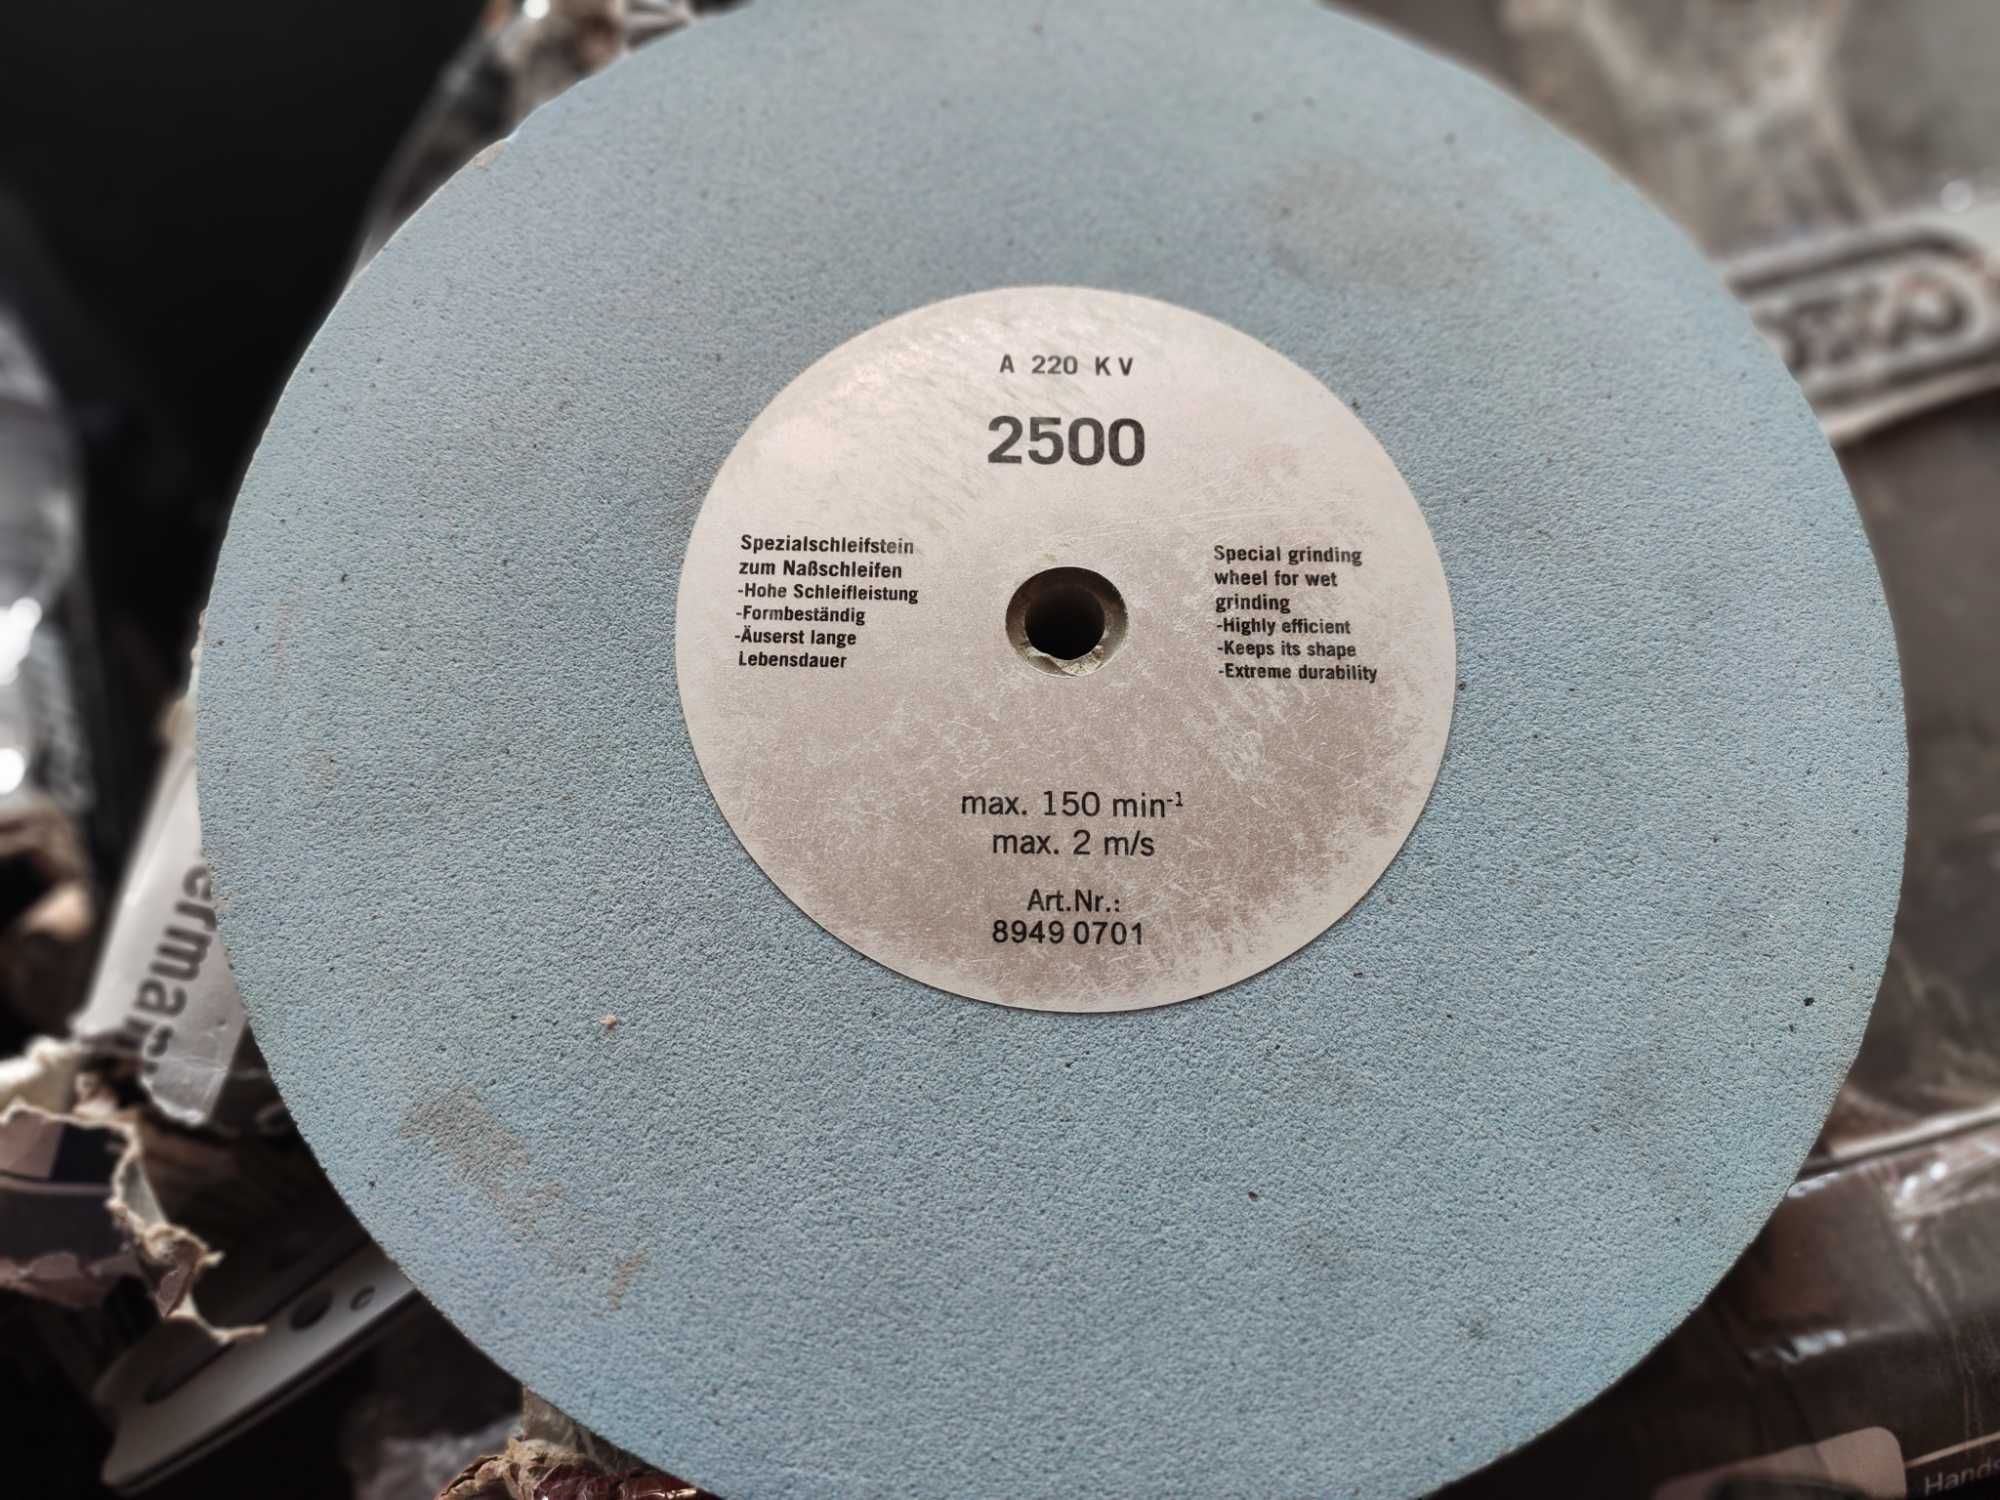 A 220 K V
2500
Spezialschleifstein
zum Naßschleifen
-Hohe Schleifleistung
-Formbeständig
-Äuserst lange
Lebensdauer
Special grinding
wheel for wet
grinding
-Highly efficient
-Keeps its shape
-Extreme durability
max. 150 min⁻¹
max. 2 m/s
Art.Nr.:
8949 0701